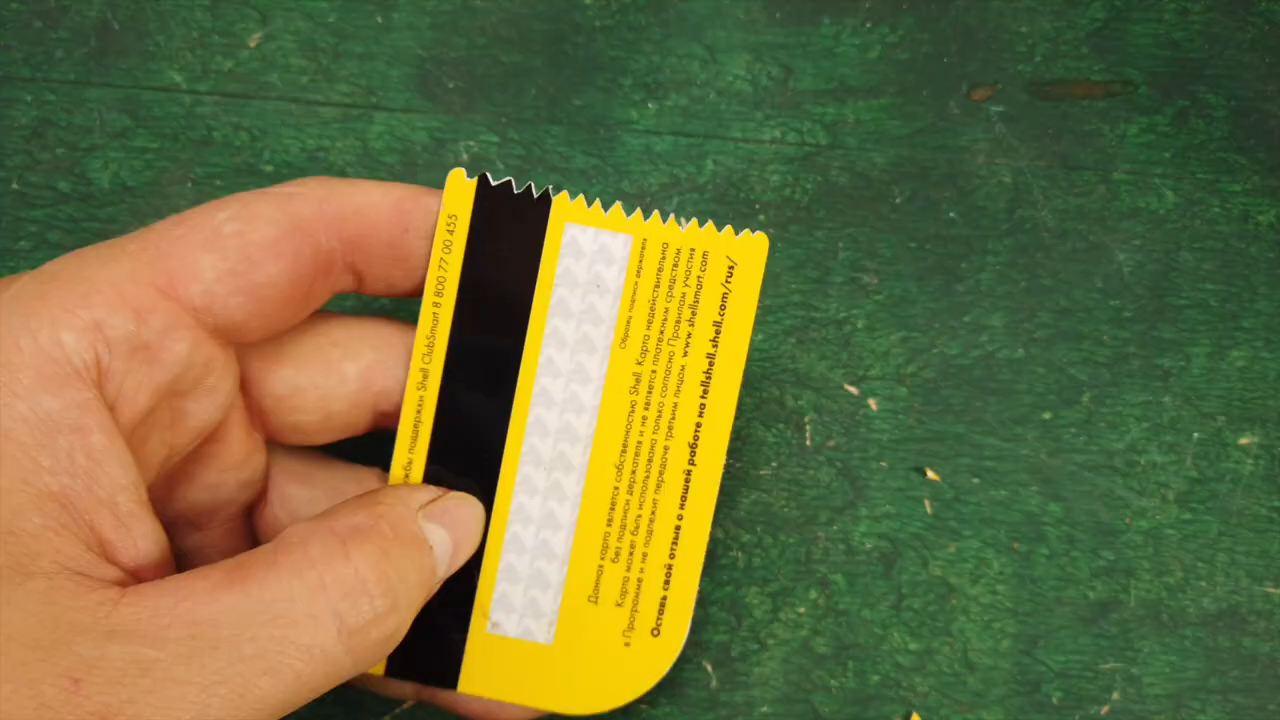 жбы поддержки Shell ClubSmart 8 800 77 00 455
Образец подписи держателя
Данная карта является собственностью Shell. Карта недействительна
без подписи держателя и не является платежным средством.
Карта может быть использована только согласно Правилам участия
в Программе и не подлежит передаче третьим лицам. www.shellsmart.com
Оставь свой отзыв о нашей работе на tellshell.shell.com/rus/